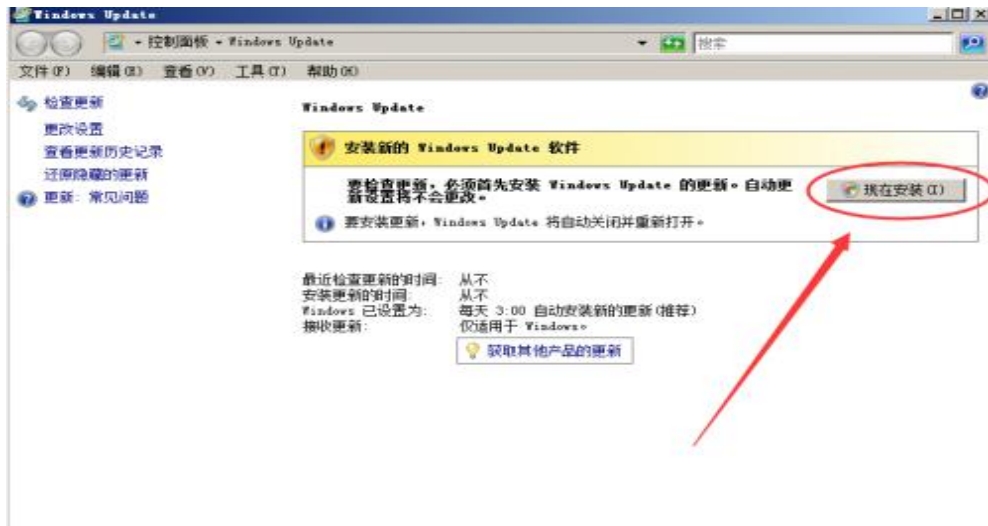 Windows Update
控制面板 Windows Update
搜索
文件(F) 编辑(E) 查看(V) 工具(T) 帮助(H)
检查更新
更改设置
查看更新历史记录
还原隐藏的更新
更新: 常见问题
Windows Update
安装新的 Windows Update 软件
要检查更新，必须首先安装 Windows Update 的更新。自动更
新设置将不会更改。
现在安装(I)
要安装更新，Windows Update 将自动关闭并重新打开。
最近检查更新的时间: 从不
安装更新的时间: 从不
Windows 已设置为: 每天 3:00 自动安装新的更新(推荐)
接收更新: 仅适用于 Windows。
获取其他产品的更新